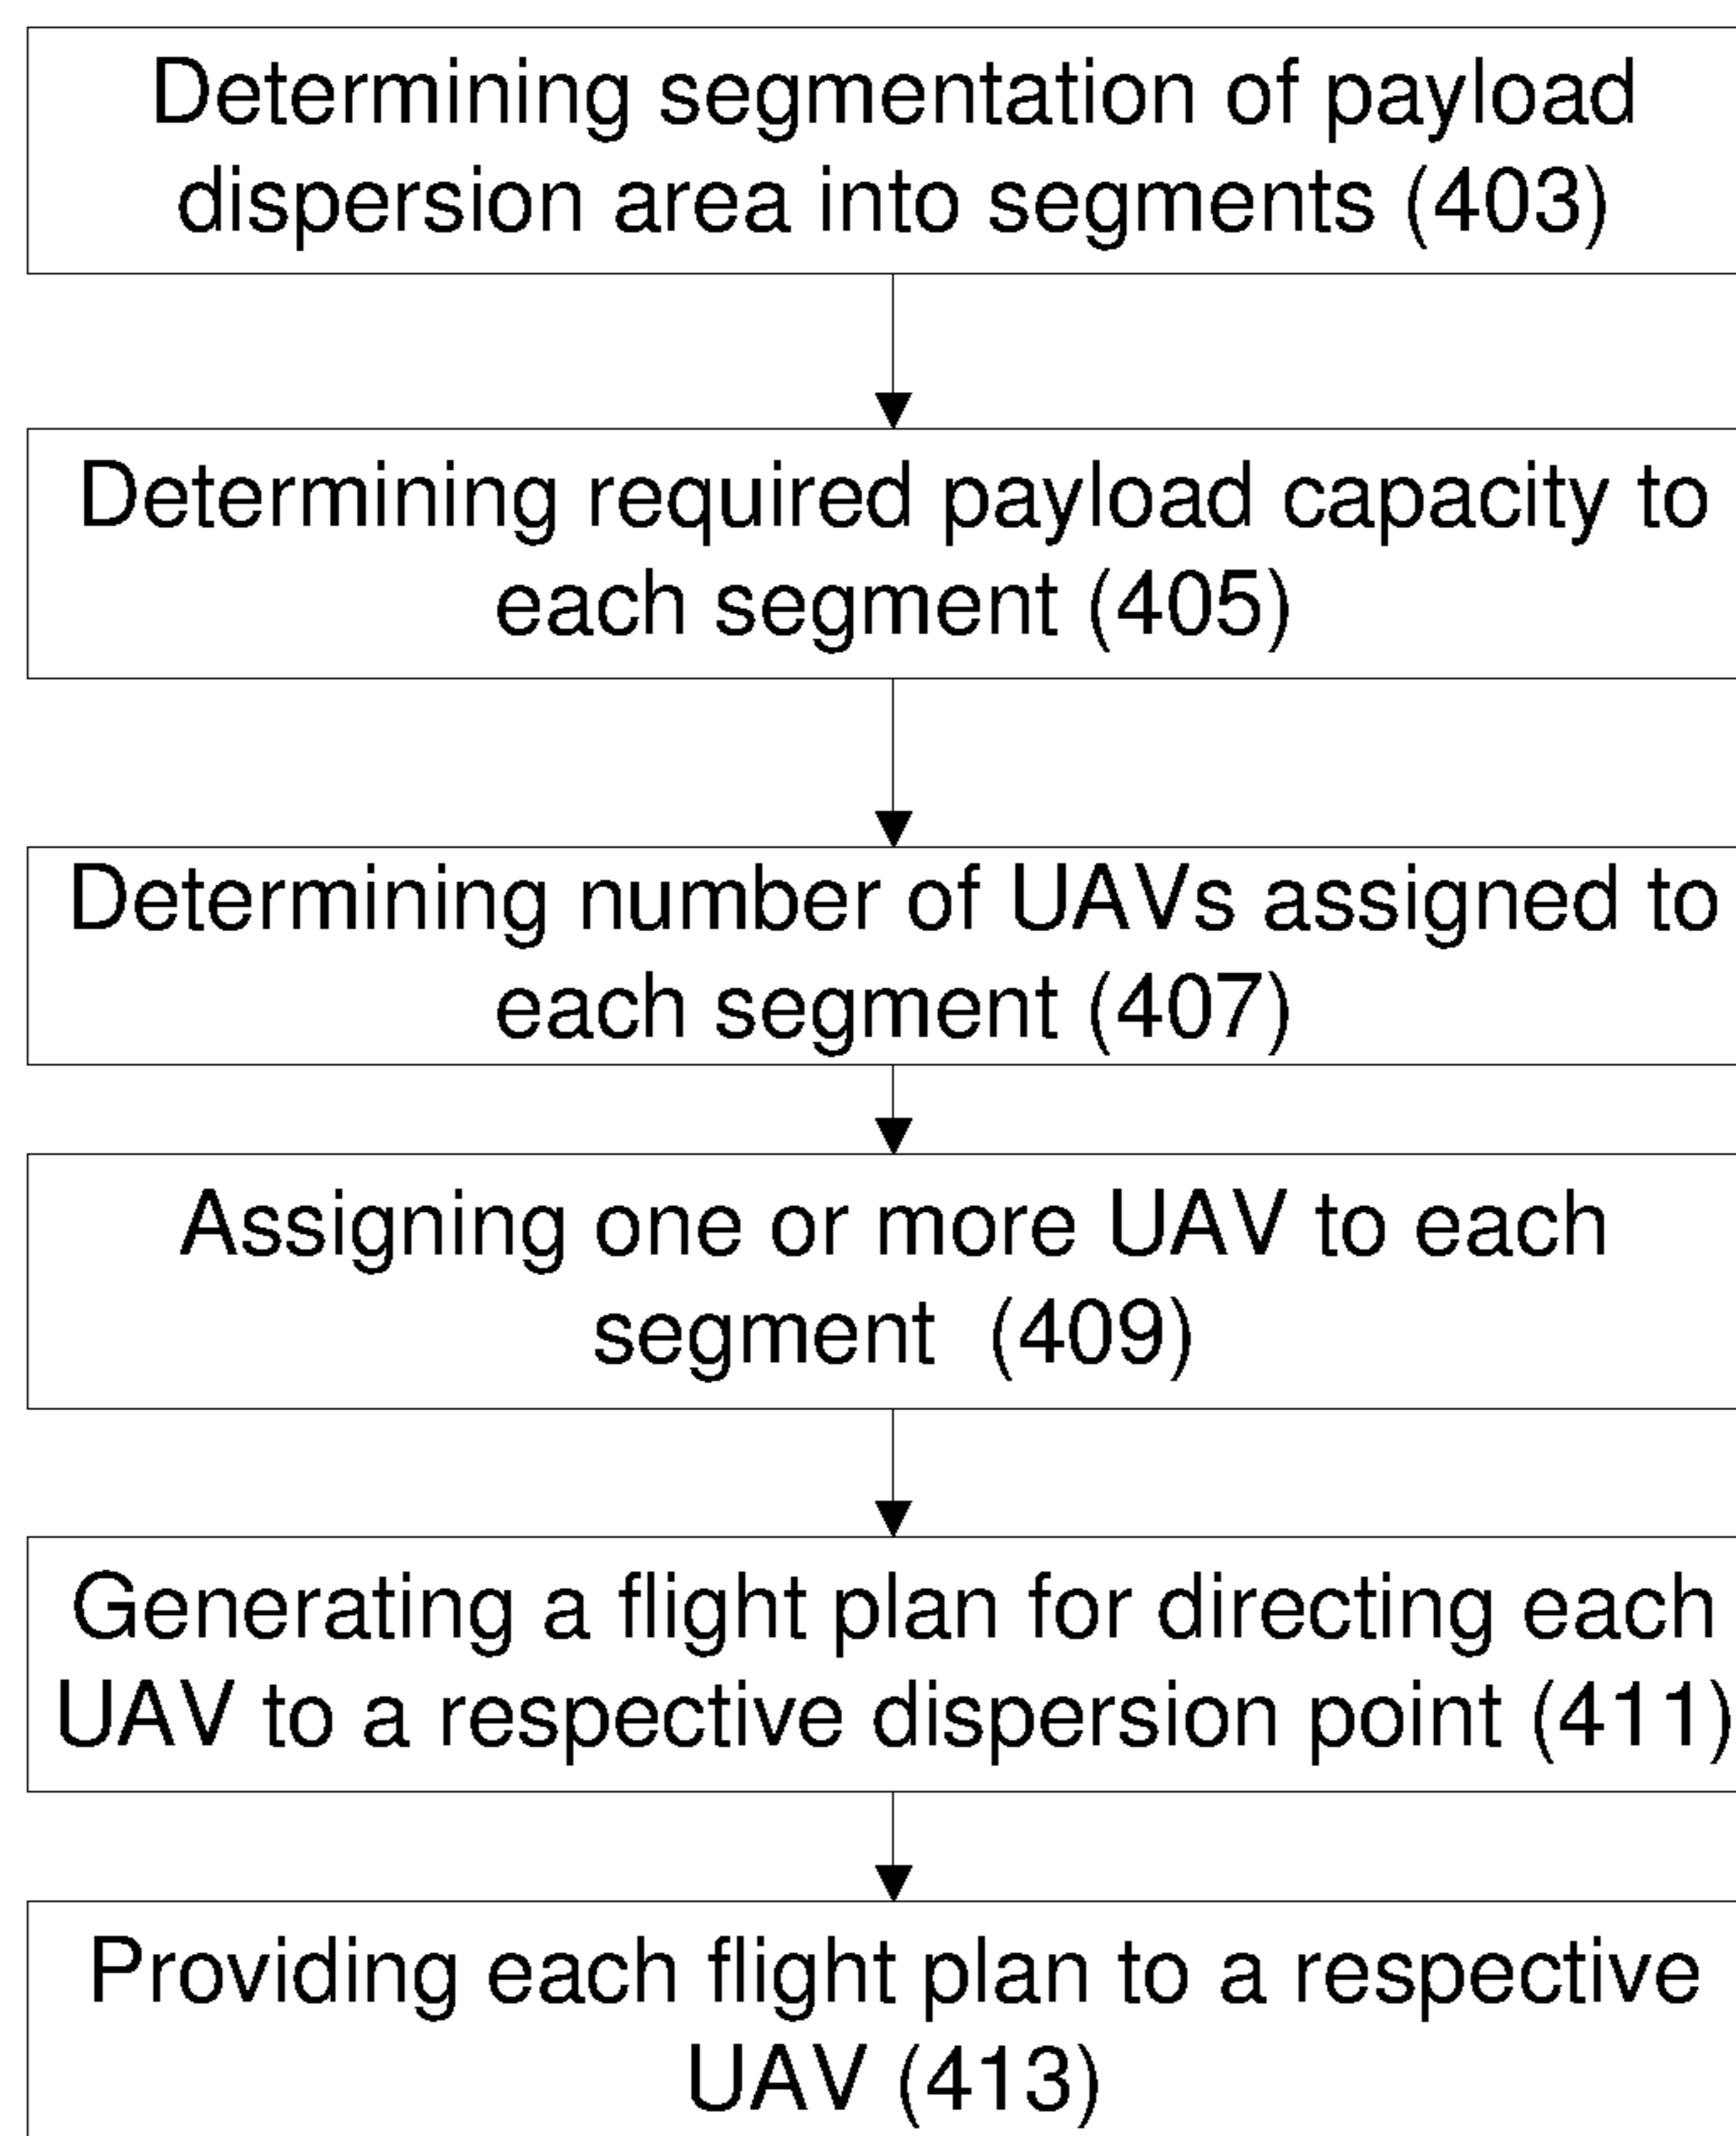 Determining segmentation of payload
dispersion area into segments (403)
Determining required payload capacity to
each segment (405)
Determining number of UAVs assigned to
each segment (407)
Assigning one or more UAV to each
segment (409)
Generating a flight plan for directing each
UAV to a respective dispersion point (411)
Providing each flight plan to a respective
UAV (413)